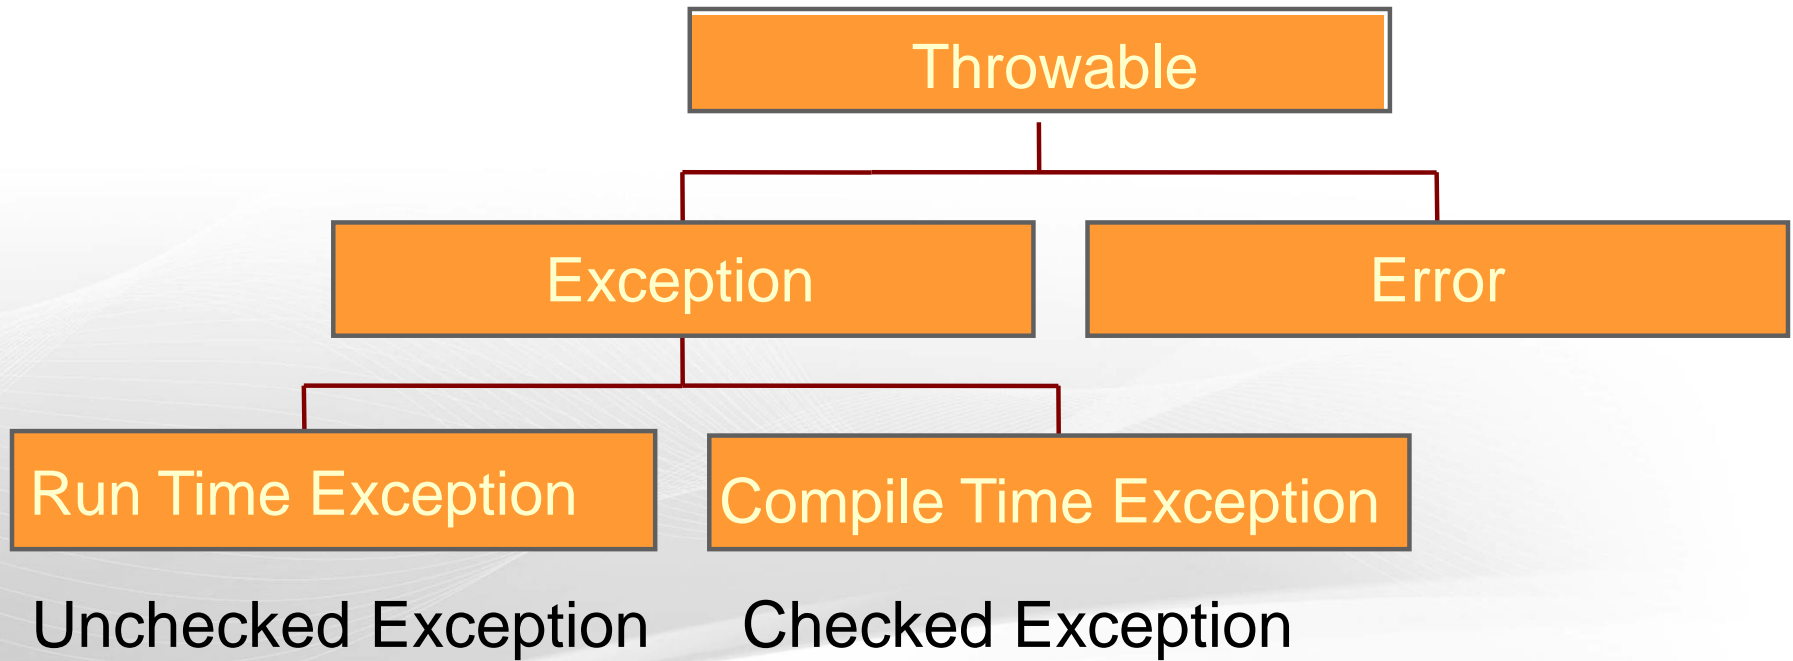 Throwable
Exception
Error
Run Time Exception
Compile Time Exception
Unchecked Exception
Checked Exception